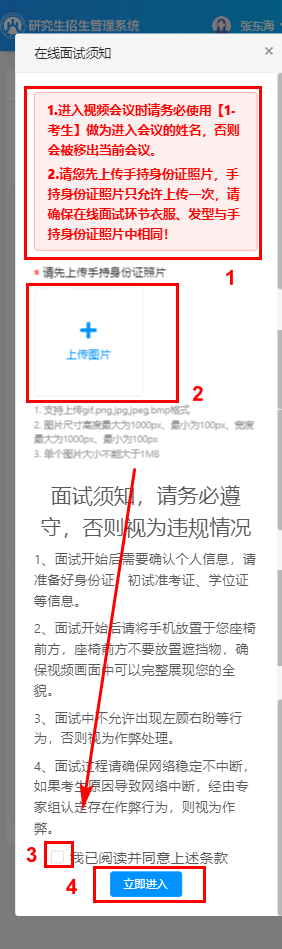 研究生招生管理系统
张东海
在线面试须知
×
1.进入视频会议时请务必使用【1-
考生】做为进入会议的姓名，否则
会被移出当前会议。
2.请您先上传手持身份证照片，手
持身份证照片只允许上传一次，请
确保在线面试环节衣服、发型与手
持身份证照片中相同！
1
* 请先上传手持身份证照片
+
上传图片
2
1. 支持上传gif,png,jpg,jpeg,bmp格式
2. 图片尺寸高度最大为1000px、最小为100px，宽度
最大为1000px、最小为100px
3. 单个图片大小不能大于1MB
面试须知，请务必遵
守，否则视为违规情况
1、面试开始后需要确认个人信息，请
准备好身份证、初试准考证、学位证
等信息。
2、面试开始后请将手机放置于您座椅
前方，座椅前方不要放置遮挡物，确
保视频画面中可以完整展现您的全
貌。
3、面试中不允许出现左顾右盼等行
为，否则视为作弊处理。
4、面试过程请确保网络稳定不中断，
如果考生原因导致网络中断，经由专
家组认定存在作弊行为，则视为作
弊。
3
我已阅读并同意上述条款
4
立即进入